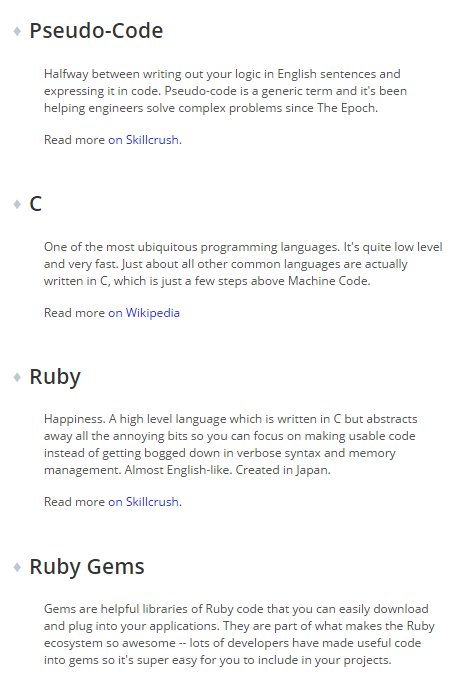 Pseudo-Code
Halfway between writing out your logic in English sentences and
expressing it in code. Pseudo-code is a generic term and it's been
helping engineers solve complex problems since The Epoch.
Read more on Skillcrush.
C
One of the most ubiquitous programming languages. It's quite low level
and very fast. Just about all other common languages are actually
written in C, which is just a few steps above Machine Code.
Read more on Wikipedia
Ruby
Happiness. A high level language which is written in C but abstracts
away all the annoying bits so you can focus on making usable code
instead of getting bogged down in verbose syntax and memory
management. Almost English-like. Created in Japan.
Read more on Skillcrush.
Ruby Gems
Gems are helpful libraries of Ruby code that you can easily download
and plug into your applications. They are part of what makes the Ruby
ecosystem so awesome -- lots of developers have made useful code
into gems so it's super easy for you to include in your projects.